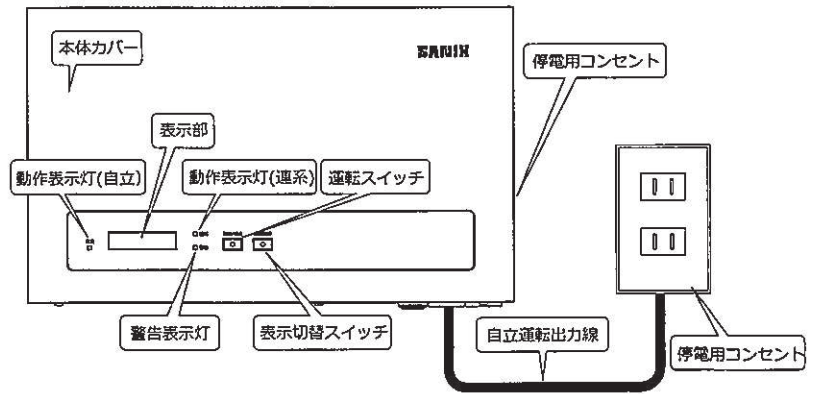 本体カバー
SANIX
停電用コンセント
表示部
動作表示灯(自立)
動作表示灯(連系)
運転スイッチ
警告表示灯
表示切替スイッチ
自立運転出力線
停電用コンセント